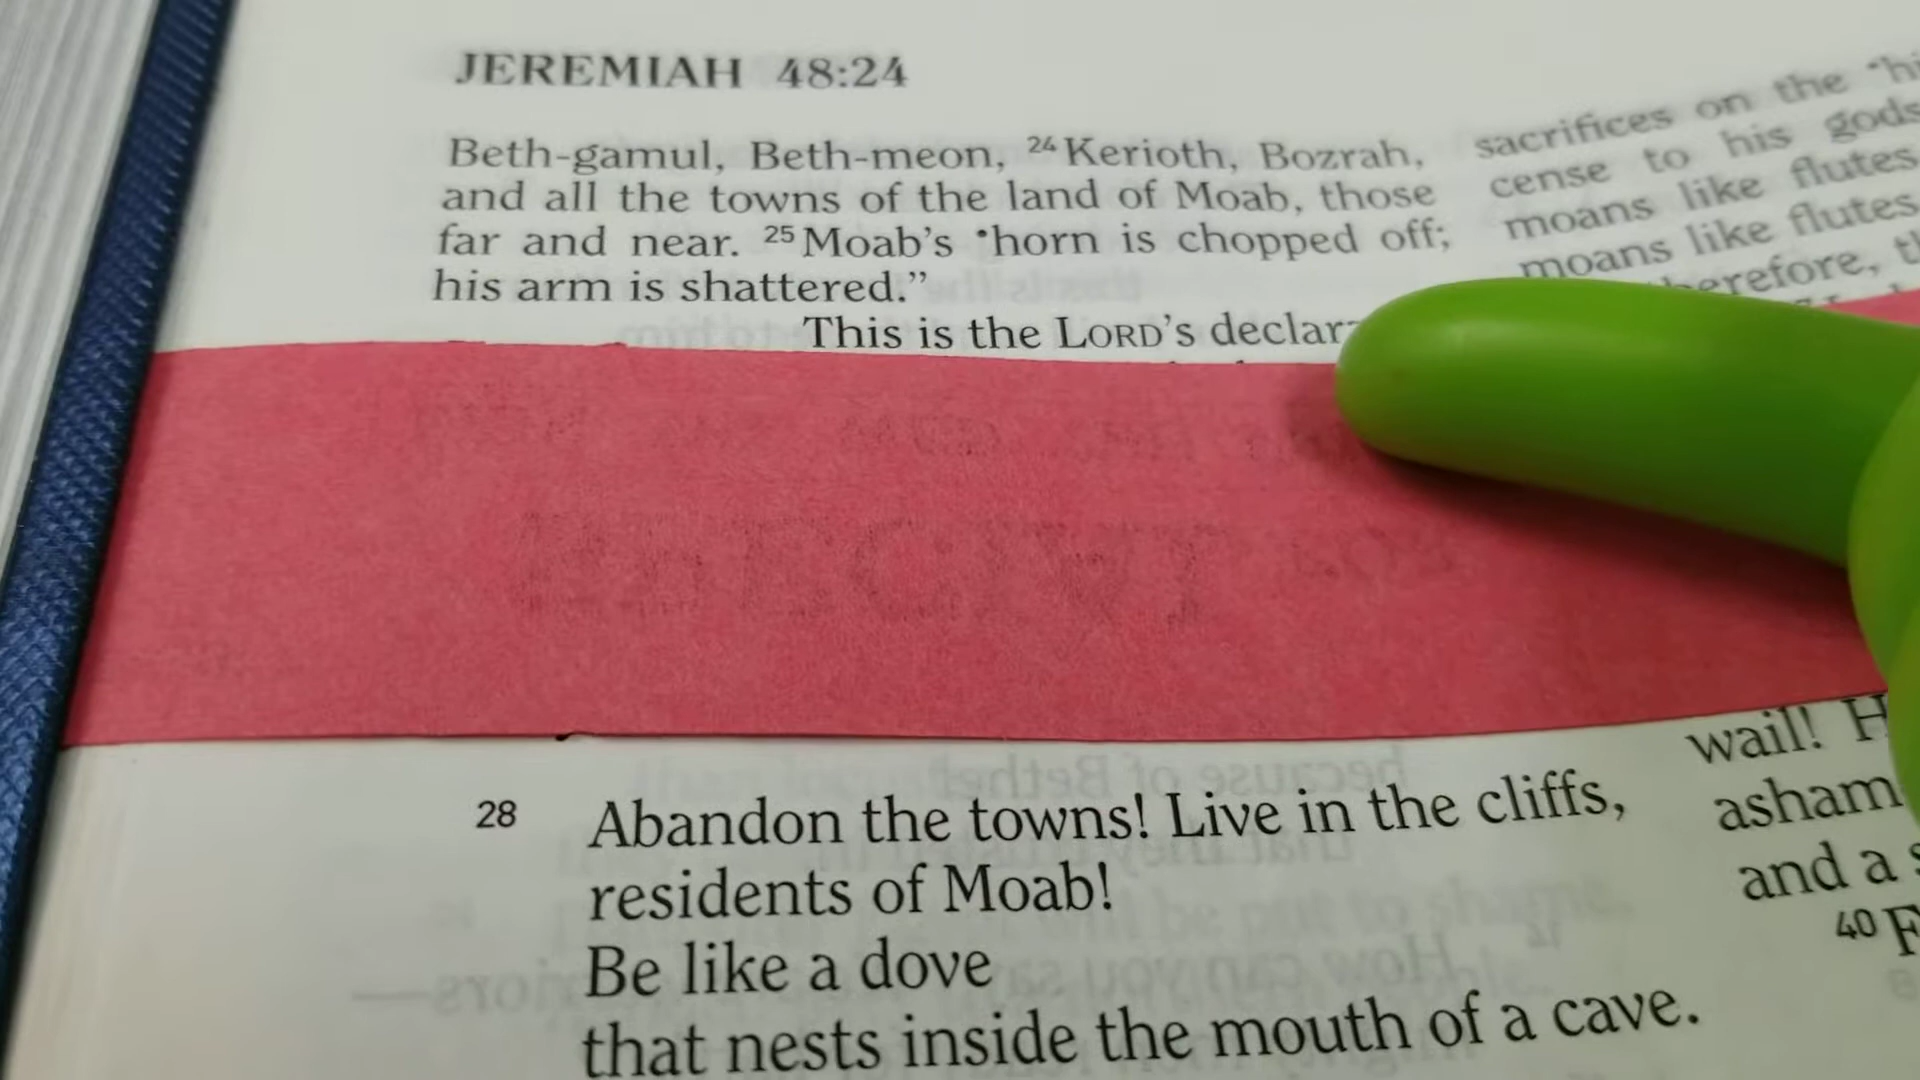 JEREMIAH 48:24
Beth-gamul, Beth-meon, 24 Kerioth, Bozrah,
and all the towns of the land of Moab, those
far and near. 25 Moab's •horn is chopped off;
his arm is shattered.”
This is the LORD's
28 Abandon the towns! Live in the cliffs,
residents of Moab!
Be like a dove
that nests inside the mouth of a cave.
sacrifices on the
cense to his gods
moans like flutes
moans like flutes
wail!
and a
40